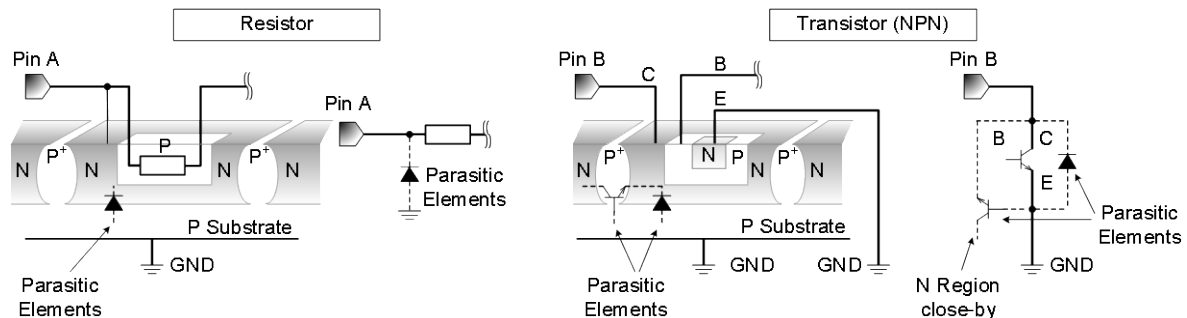 Resistor
Transistor (NPN)
Pin A
Pin A
N
P+
N
P
N
P+
N
Parasitic
Elements
P Substrate
GND
Parasitic
Elements
Pin B
C
B
E
N
P+
N
N
P
N
P+
N
P Substrate
GND
GND
Parasitic
Elements
Pin B
B
C
E
Parasitic
Elements
GND
N Region
close-by